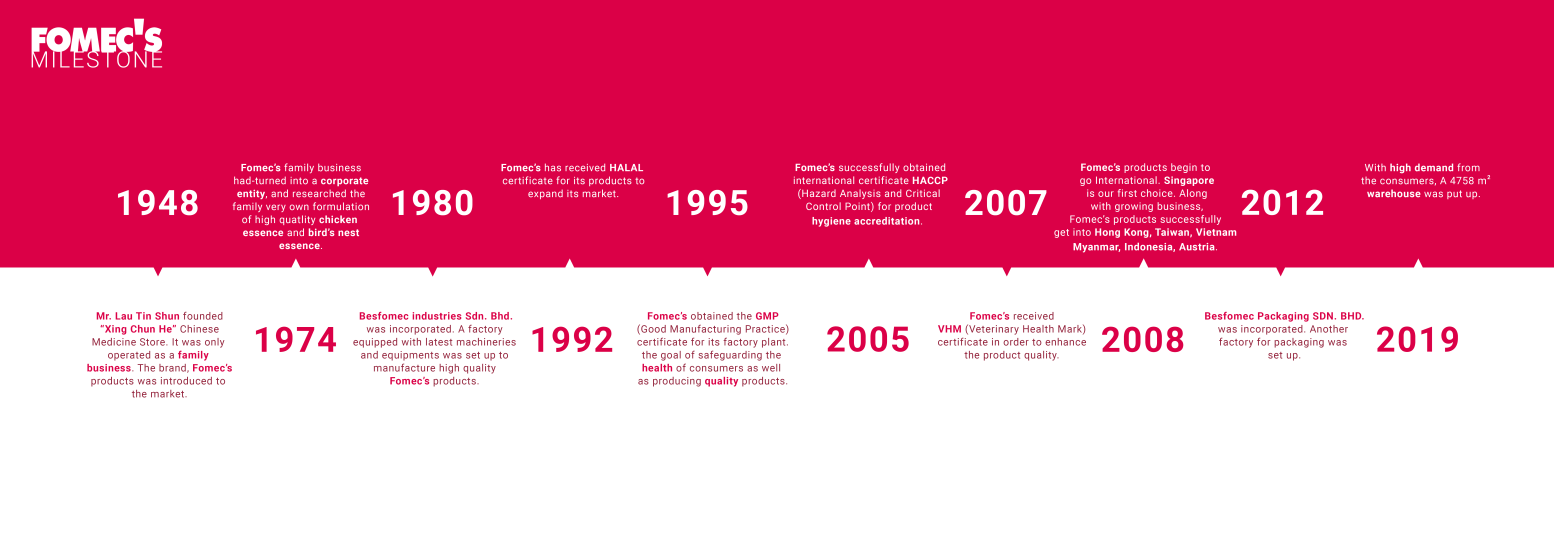 FOMEC'S
MILESTONE
1948
Mr. Lau Tin Shun founded
“Xing Chun He” Chinese
Medicine Store. It was only
operated as a family
business. The brand, Fomec’s
products was introduced to
the market.
Fomec’s family business
had-turned into a corporate
entity, and researched the
family very own formulation
of high quatlity chicken
essence and bird’s nest
essence.
1974
1980
Besfomec industries Sdn. Bhd.
was incorporated. A factory
equipped with latest machineries
and equipments was set up to
manufacture high quality
Fomec’s products.
Fomec’s has received HALAL
certificate for its products to
expand its market.
1992
1995
Fomec’s obtained the GMP
(Good Manufacturing Practice)
certificate for its factory plant.
the goal of safeguarding the
health of consumers as well
as producing quality products.
Fomec’s successfully obtained
international certificate HACCP
(Hazard Analysis and Critical
Control Point) for product
hygiene accreditation.
2005
2007
Fomec’s received
VHM (Veterinary Health Mark)
certificate in order to enhance
the product quality.
Fomec’s products begin to
go International. Singapore
is our first choice. Along
with growing business,
Fomec’s products successfully
get into Hong Kong, Taiwan, Vietnam
Myanmar, Indonesia, Austria.
2008
2012
Besfomec Packaging SDN. BHD.
was incorporated. Another
factory for packaging was
set up.
With high demand from
the consumers, A 4758 m²
warehouse was put up.
2019